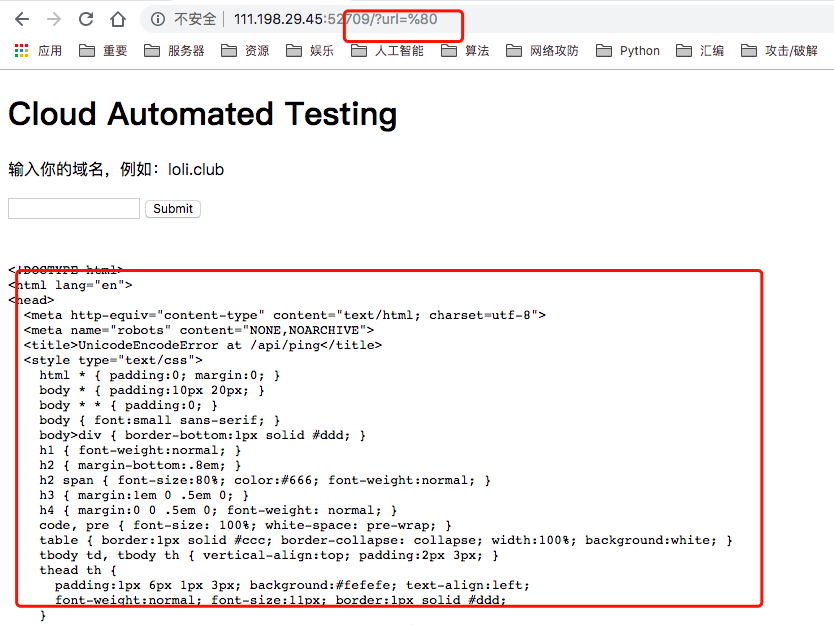 不安全 | 111.198.29.45:52709/?url=%80
应用 重要 服务器 资源 娱乐 人工智能 算法 网络攻防 Python 汇编 攻击/破解
Cloud Automated Testing
输入你的域名，例如：loli.club
Submit
<!DOCTYPE html>
<html lang="en">
<head>
<meta http-equiv="content-type" content="text/html; charset=utf-8">
<meta name="robots" content="NONE,NOARCHIVE">
<title>UnicodeEncodeError at /api/ping</title>
<style type="text/css">
html * { padding:0; margin:0; }
body * { padding:10px 20px; }
body * * { padding:0; }
body { font:small sans-serif; }
body>div { border-bottom:1px solid #ddd; }
h1 { font-weight:normal; }
h2 { margin-bottom:.8em; }
h2 span { font-size:80%; color:#666; font-weight:normal; }
h3 { margin:1em 0 .5em 0; }
h4 { margin:0 0 .5em 0; font-weight: normal; }
code, pre { font-size: 100%; white-space: pre-wrap; }
table { border:1px solid #ccc; border-collapse: collapse; width:100%; background:white; }
tbody td, tbody th { vertical-align:top; padding:2px 3px; }
thead th {
padding:1px 6px 1px 3px; background:#fefefe; text-align:left;
font-weight:normal; font-size:11px; border:1px solid #ddd;
}